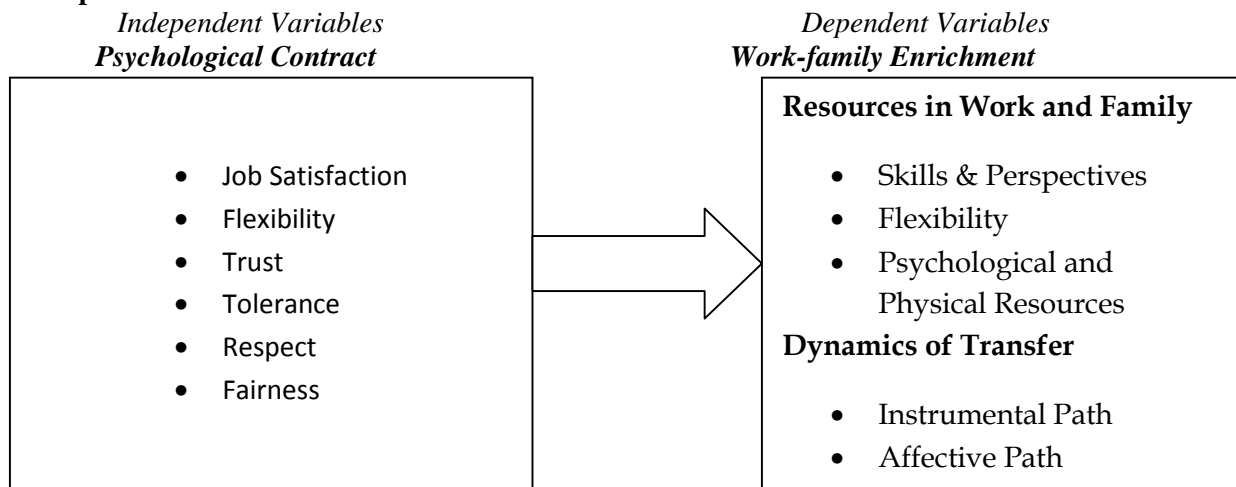 Independent Variables
Psychological Contract
• Job Satisfaction
• Flexibility
• Trust
• Tolerance
• Respect
• Fairness
Dependent Variables
Work-family Enrichment
Resources in Work and Family
• Skills & Perspectives
• Flexibility
• Psychological and
Physical Resources
Dynamics of Transfer
• Instrumental Path
• Affective Path